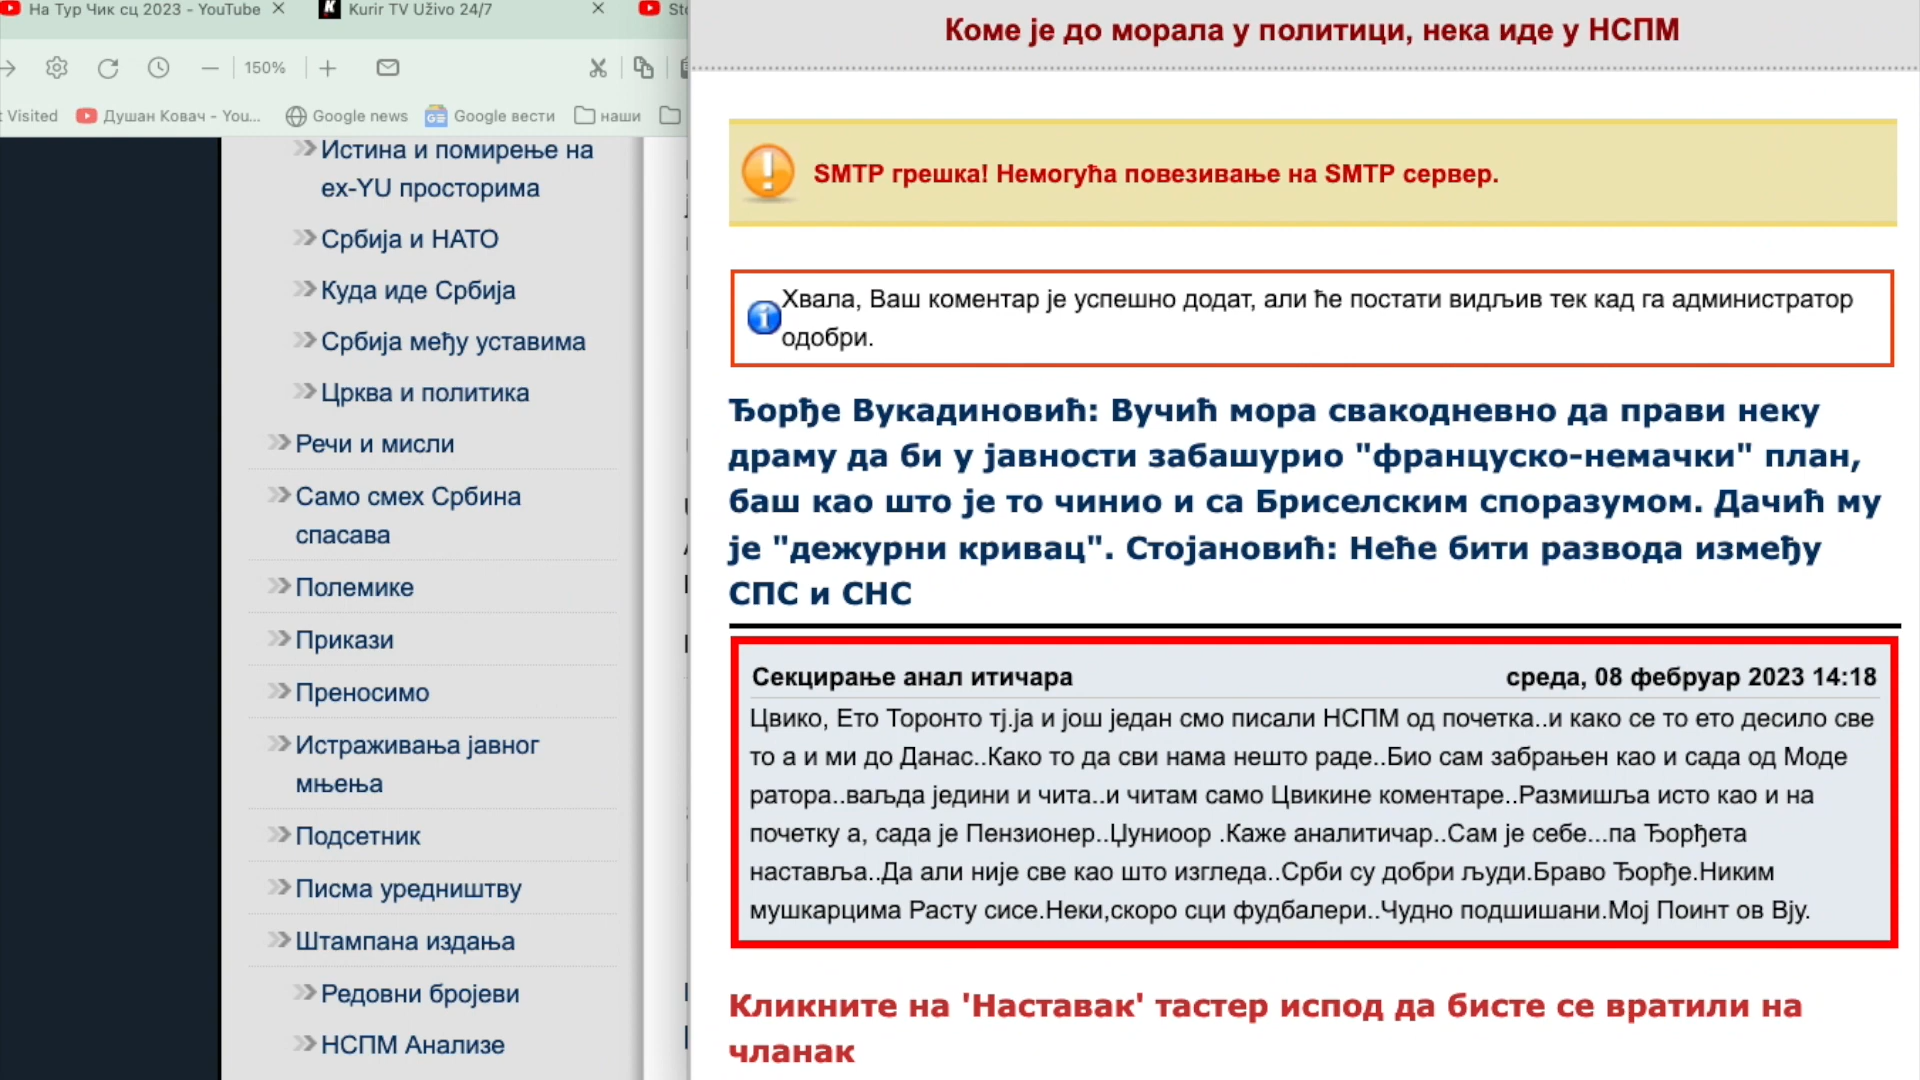 На Тур Чик сц 2023 - YouTube
Kurir TV Uživo 24/7
150%
Visited
Душан Ковач - You...
Google news
Google вести
наши
Истина и помирење на
ex-YU просторима
Србија и НАТО
Куда иде Србија
Србија међу уставима
Црква и политика
Речи и мисли
Само смех Србина
спасава
Полемике
Прикази
Преносимо
Истраживања јавног
мњења
Подсетник
Писма уредништву
Штампана издања
Редовни бројеви
НСПМ Анализе
Коме је до морала у политици, нека иде у НСПМ
SMTP грешка! Немогућа повезивање на SMTP сервер.
Хвала, Ваш коментар је успешно додат, али ће постати видљив тек кад га администратор
одобри.
Ђорђе Вукадиновић: Вучић мора свакодневно да прави неку
драму да би у јавности забашурио "француско-немачки" план,
баш као што је то чинио и са Бриселским споразумом. Дачић му
је "дежурни кривац". Стојановић: Неће бити развода између
СПС и СНС
Секцирање анал итичара среда, 08 фебруар 2023 14:18
Цвико, Ето Торонто тј.ја и још један смо писали НСПМ од почетка..и како се то ето десило све
то а и ми до Данас..Како то да сви нама нешто раде..Био сам забрањен као и сада од Моде
ратора..ваљда једини и чита..и читам само Цвикине коментаре..Размишља исто као и на
почетку а, сада је Пензионер..Џуниоор .Каже аналитичар..Сам је себе...па Ђорђета
наставља..Да али није све као што изгледа..Срби су добри људи.Браво Ђорђе.Никим
мушкарцима Расту сисе.Неки,скоро сци фудбалери..Чудно подшишани.Мој Поинт ов Вју.
Кликните на 'Наставак' тастер испод да бисте се вратили на
чланак